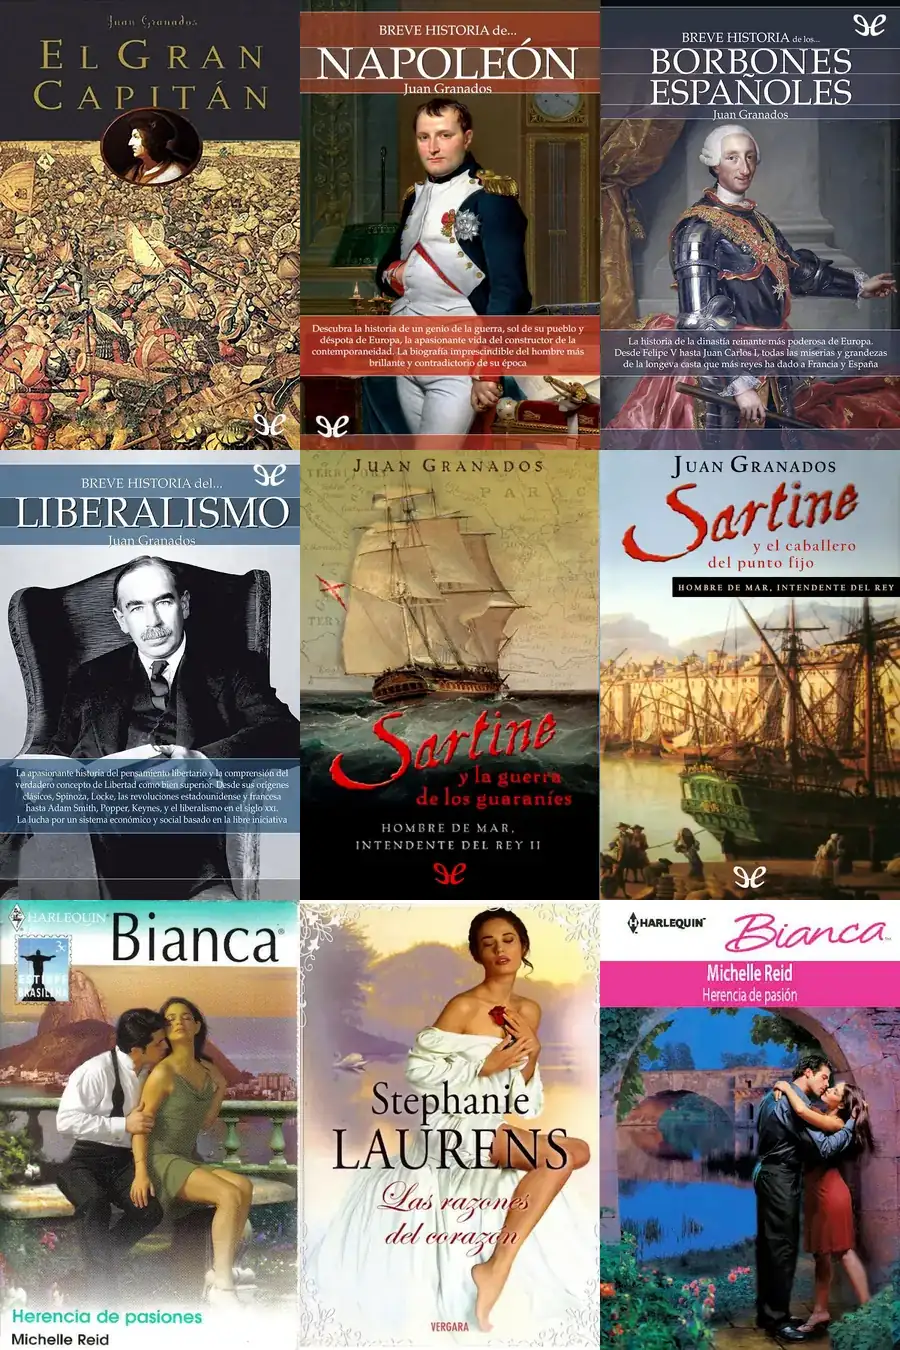 Juan Granados
EL GRAN
CAPITÁN
BREVE HISTORIA de...
NAPOLEÓN
Juan Granados
Descubra la historia de un genio de la guerra, sol de su pueblo y
déspota de Europa, la apasionante vida del constructor de la
contemporaneidad. La biografía imprescindible del hombre más
brillante y contradictorio de su época
BREVE HISTORIA de los...
BORBONES
ESPAÑOLES
Juan Granados
La historia de la dinastía reinante más poderosa de Europa.
Desde Felipe V hasta Juan Carlos I, todas las miserias y grandezas
de la longeva casta que más reyes ha dado a Francia y España
BREVE HISTORIA del...
LIBERALISMO
Juan Granados
La apasionante historia del pensamiento libertario y la comprensión del
verdadero concepto de Libertad como bien superior. Desde sus orígenes
clásicos, Spinoza, Locke, las revoluciones estadounidense y francesa
hasta Adam Smith, Popper, Keynes, y el liberalismo en el siglo XXI.
La lucha por un sistema económico y social basado en la libre iniciativa
JUAN GRANADOS
PARAC
Sartine
y la guerra
de los guaraníes
HOMBRE DE MAR,
INTENDENTE DEL REY II
JUAN GRANADOS
Sartine
y el caballero
del punto fijo
HOMBRE DE MAR, INTENDENTE DEL REY
HARLEQUIN
Bianca
3c
BRASILEÑA
Herencia de pasiones
Michelle Reid
Stephanie
LAURENS
Las razones
del corazón
VERGARA
HARLEQUIN
Bianca
Michelle Reid
Herencia de pasión